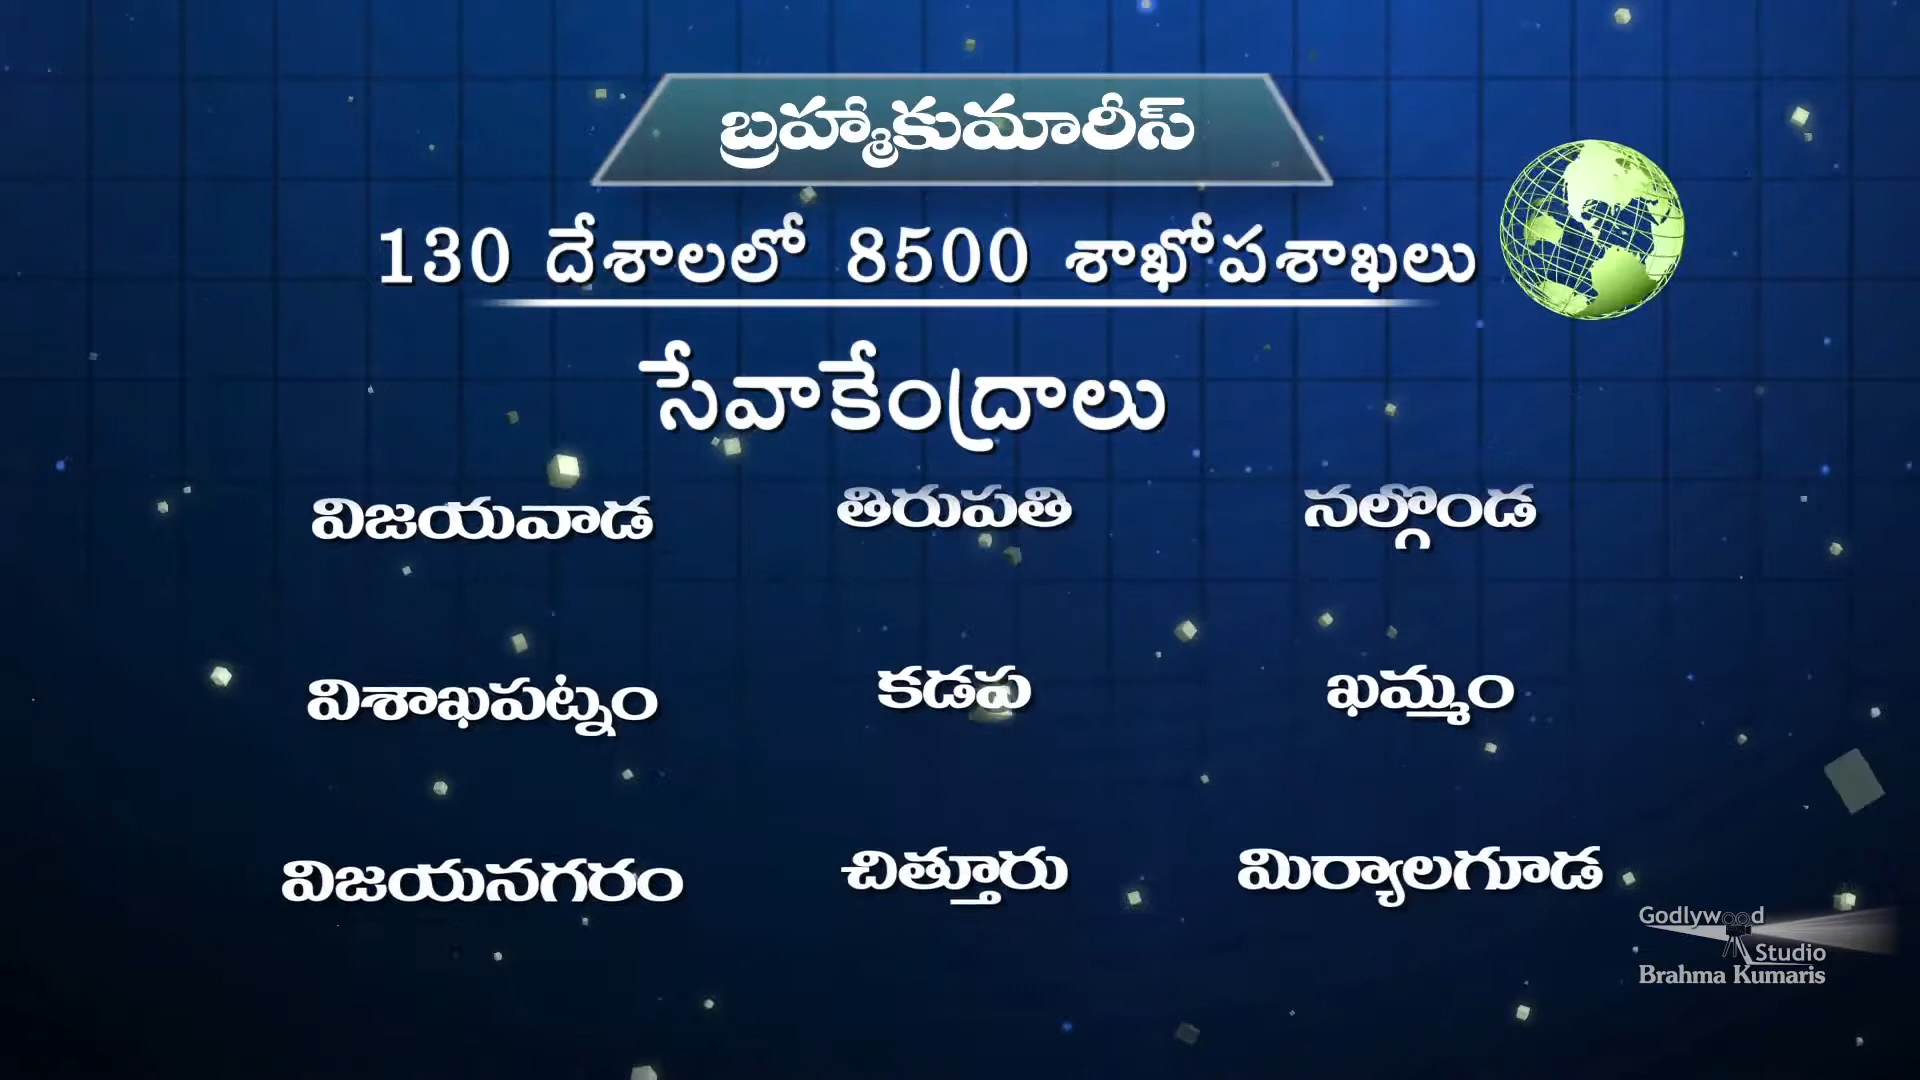 బ్రహ్మాకుమారీస్
130 దేశాలలో 8500 శాఖోపశాఖలు
సేవాకేంద్రాలు
విజయవాడ తిరుపతి నల్గొండ
విశాఖపట్నం కడప ఖమ్మం
విజయనగరం చిత్తూరు మిర్యాలగూడ
Godlywood
Studio
Brahma Kumaris